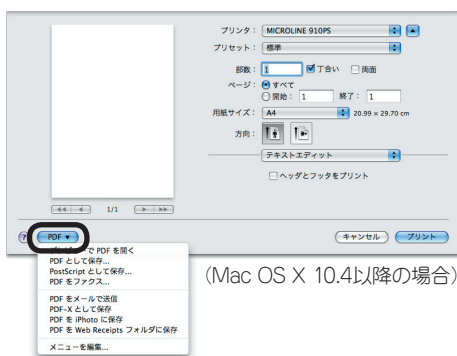 プリンタ： MICROLINE 910PS
プリセット： 標準
部数： 1 丁合い 両面
ページ： すべて
開始： 1 終了： 1
用紙サイズ： A4 20.99 x 29.70 cm
方向：
テキストエディット
ヘッダとフッタをプリント
1/1
? PDF ▼ キャンセル プリント
で PDF を開く
PDF として保存...
PostScript として保存...
PDF をファクス...
PDF をメールで送信
PDF-X として保存
PDF を iPhoto に保存
PDF を Web Receipts フォルダに保存
メニューを編集...
(Mac OS X 10.4以降の場合)